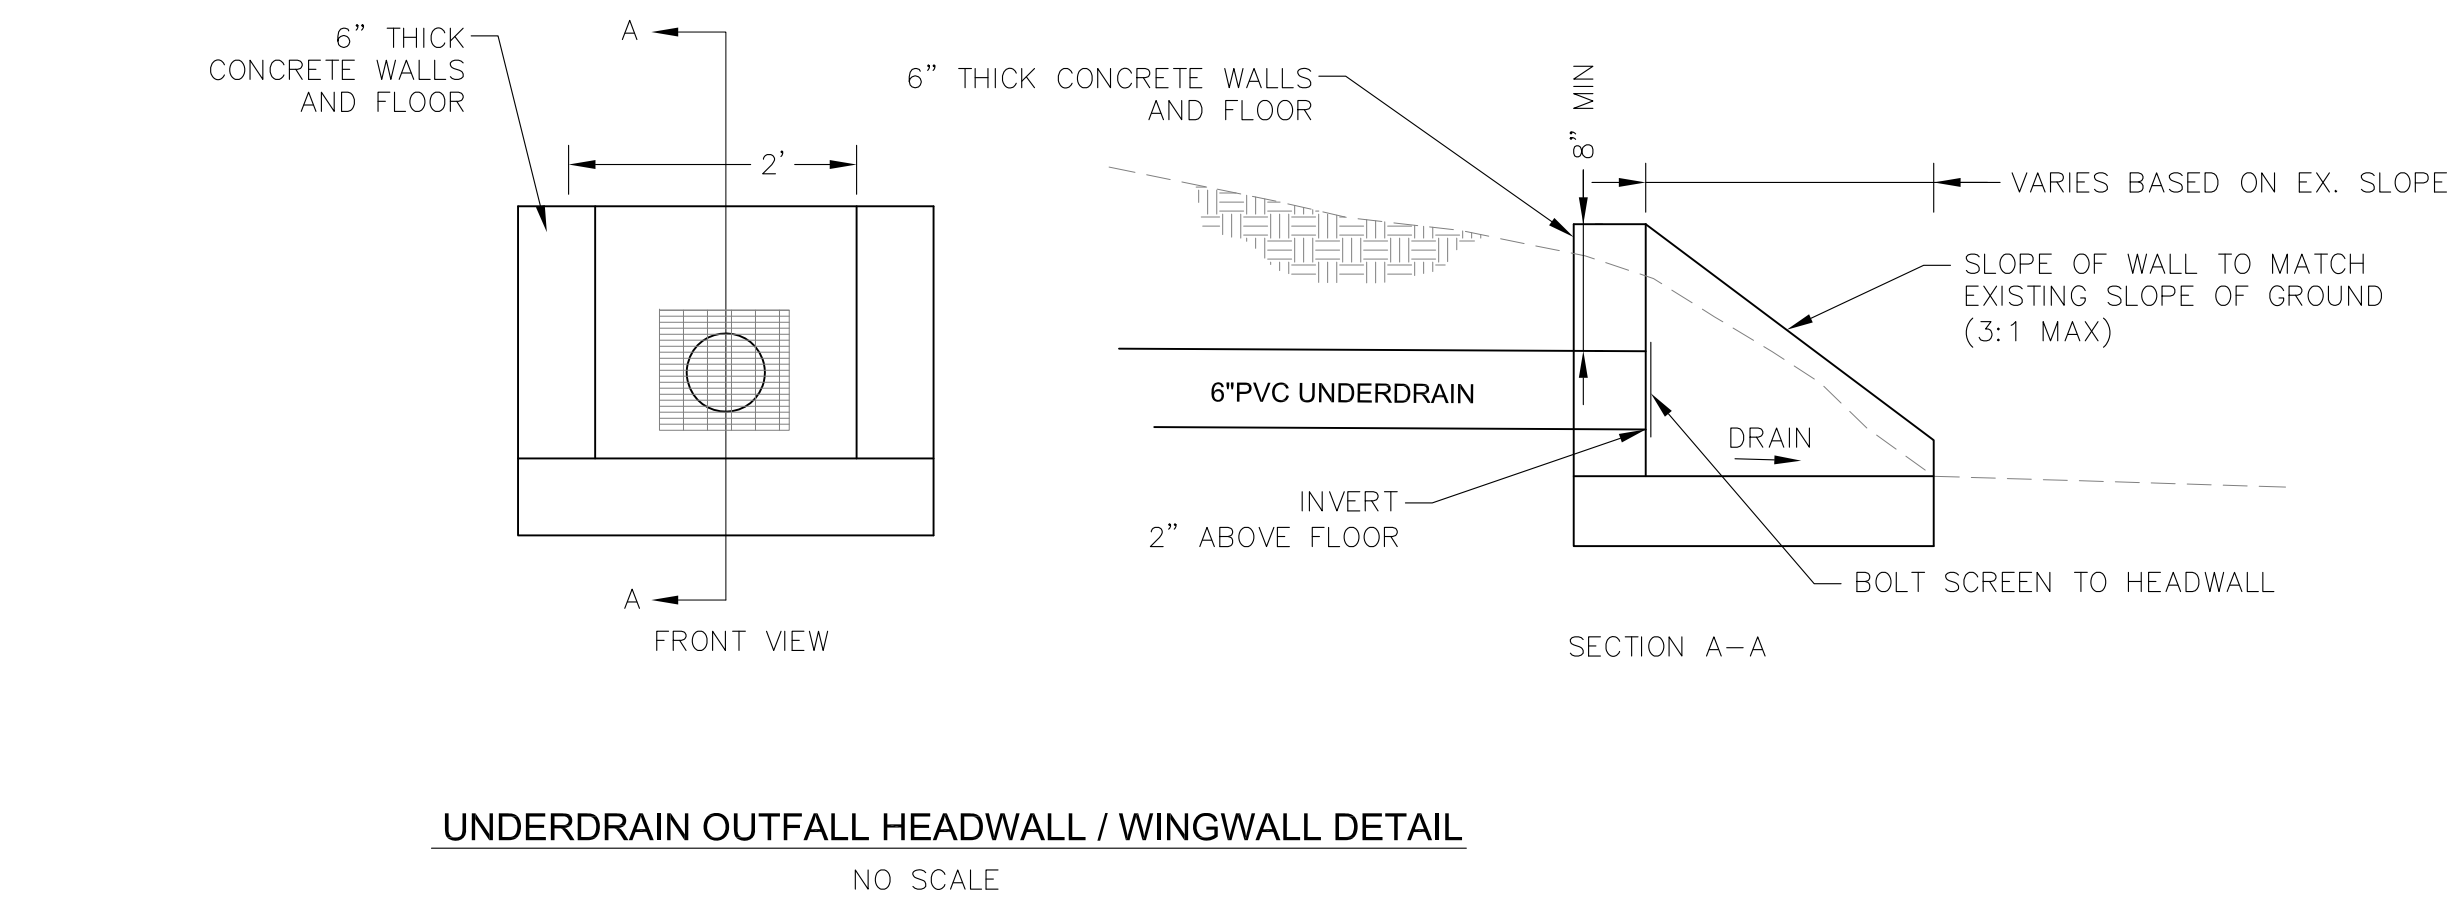 6” THICK
CONCRETE WALLS
AND FLOOR
A
2’
A
FRONT VIEW
6” THICK CONCRETE WALLS
AND FLOOR
8” MIN
VARIES BASED ON EX. SLOPE
SLOPE OF WALL TO MATCH
EXISTING SLOPE OF GROUND
(3:1 MAX)
6"PVC UNDERDRAIN
DRAIN
INVERT
2” ABOVE FLOOR
BOLT SCREEN TO HEADWALL
SECTION A-A
UNDERDRAIN OUTFALL HEADWALL / WINGWALL DETAIL
NO SCALE